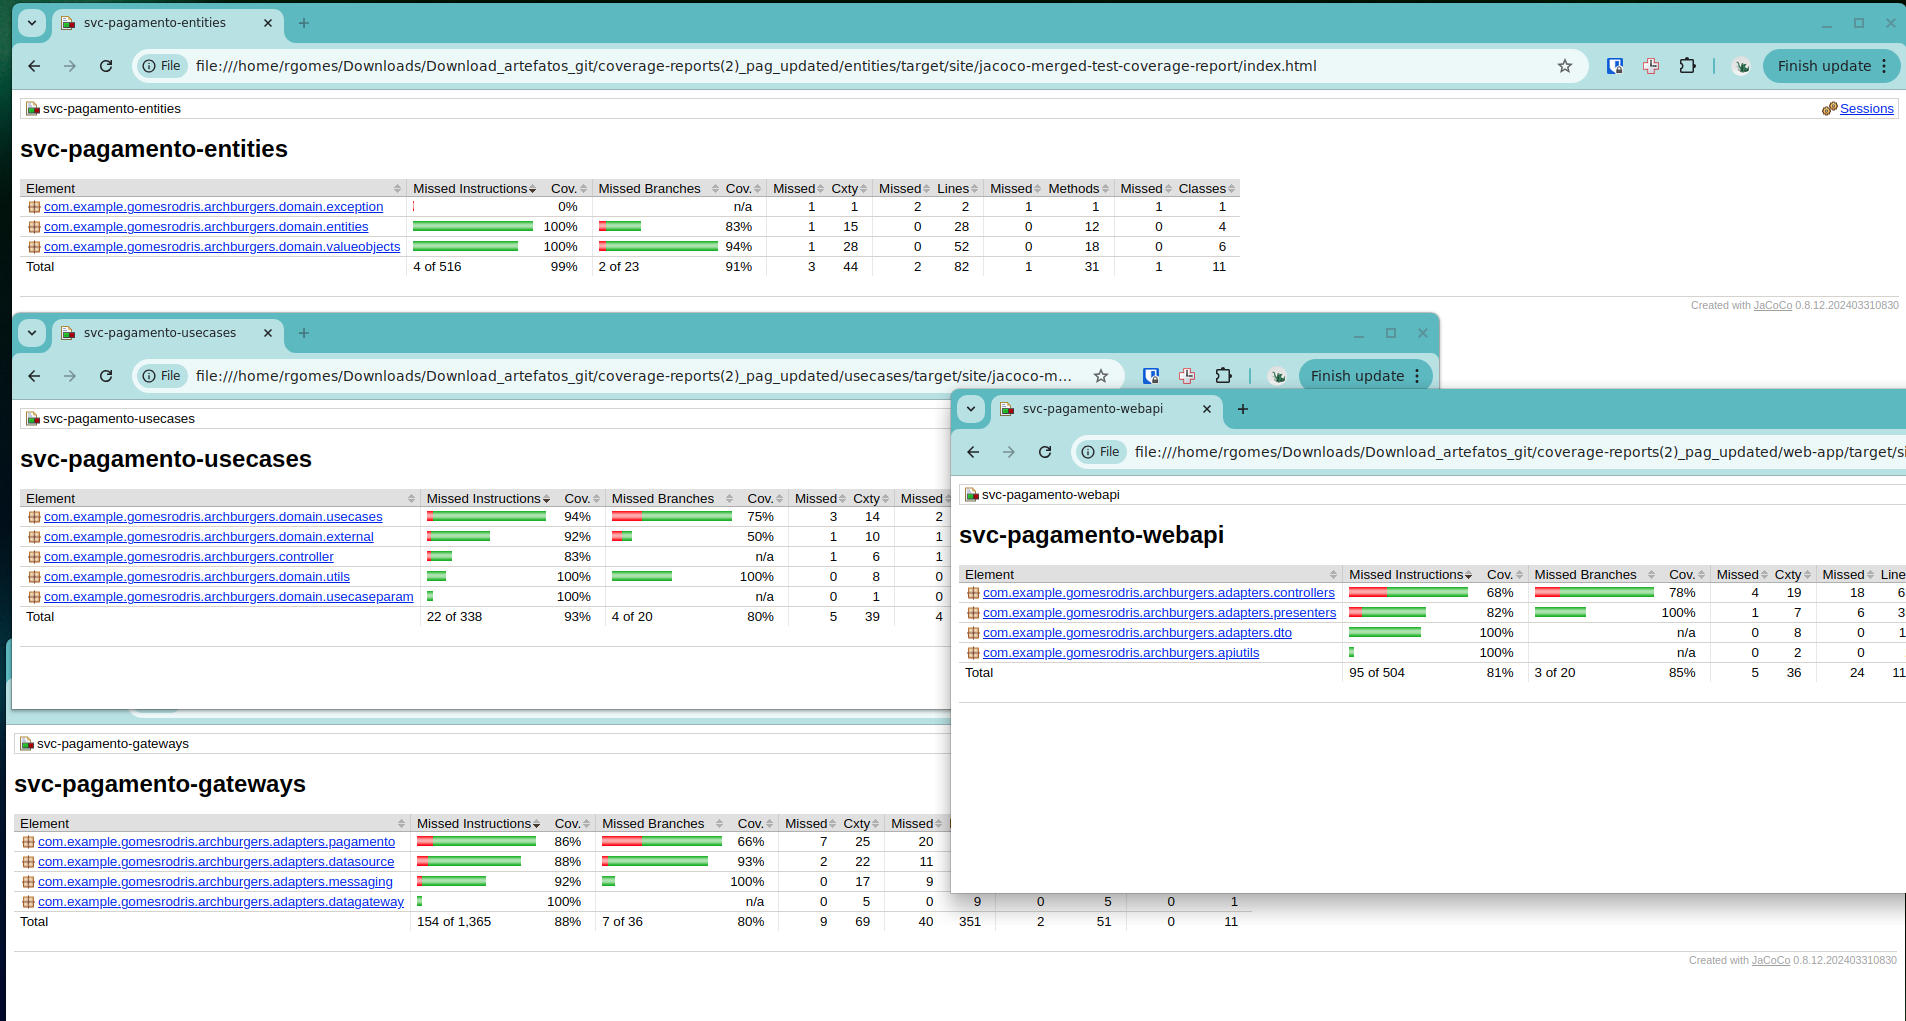 svc-pagamento-entities
File file:///home/rgomes/Downloads/Download_artefatos_git/coverage-reports(2)_pag_updated/entities/target/site/jacoco-merged-test-coverage-report/index.html Finish update
svc-pagamento-entities Sessions
svc-pagamento-entities
Element Missed Instructions Cov. Missed Branches Cov. Missed Cxty Missed Lines Missed Methods Missed Classes
com.example.gomesrodris.archburgers.domain.exception 0% n/a 1 1 2 2 1 1 1 1
com.example.gomesrodris.archburgers.domain.entities 100% 83% 1 15 0 28 0 12 0 4
com.example.gomesrodris.archburgers.domain.valueobjects 100% 94% 1 28 0 52 0 18 0 6
Total 4 of 516 99% 2 of 23 91% 3 44 2 82 1 31 1 11
Created with JaCoCo 0.8.12.202403310830
svc-pagamento-usecases
File file:///home/rgomes/Downloads/Download_artefatos_git/coverage-reports(2)_pag_updated/usecases/target/site/jacoco-m... Finish update
svc-pagamento-usecases
svc-pagamento-usecases
Element Missed Instructions Cov. Missed Branches Cov. Missed Cxty Missed
com.example.gomesrodris.archburgers.domain.usecases 94% 75% 3 14 2
com.example.gomesrodris.archburgers.domain.external 92% 50% 1 10 1
com.example.gomesrodris.archburgers.controller 83% n/a 1 6 1
com.example.gomesrodris.archburgers.domain.utils 100% 100% 0 8 0
com.example.gomesrodris.archburgers.domain.usecaseparam 100% n/a 0 1 0
Total 22 of 338 93% 4 of 20 80% 5 39 4
svc-pagamento-webapi
File file:///home/rgomes/Downloads/Download_artefatos_git/coverage-reports(2)_pag_updated/web-app/target/si
svc-pagamento-webapi
svc-pagamento-webapi
Element Missed Instructions Cov. Missed Branches Cov. Missed Cxty Missed Line
com.example.gomesrodris.archburgers.adapters.controllers 68% 78% 4 19 18 6
com.example.gomesrodris.archburgers.adapters.presenters 82% 100% 1 7 6 3
com.example.gomesrodris.archburgers.adapters.dto 100% n/a 0 8 0 1
com.example.gomesrodris.archburgers.apiutils 100% n/a 0 2 0
Total 95 of 504 81% 3 of 20 85% 5 36 24 11
svc-pagamento-gateways
svc-pagamento-gateways
Element Missed Instructions Cov. Missed Branches Cov. Missed Cxty Missed
com.example.gomesrodris.archburgers.adapters.pagamento 86% 66% 7 25 20
com.example.gomesrodris.archburgers.adapters.datasource 88% 93% 2 22 11
com.example.gomesrodris.archburgers.adapters.messaging 92% 100% 0 17 9
com.example.gomesrodris.archburgers.adapters.datagateway 100% n/a 0 5 0 9 0 5 0 1
Total 154 of 1,365 88% 7 of 36 80% 9 69 40 351 2 51 0 11
Created with JaCoCo 0.8.12.202403310830